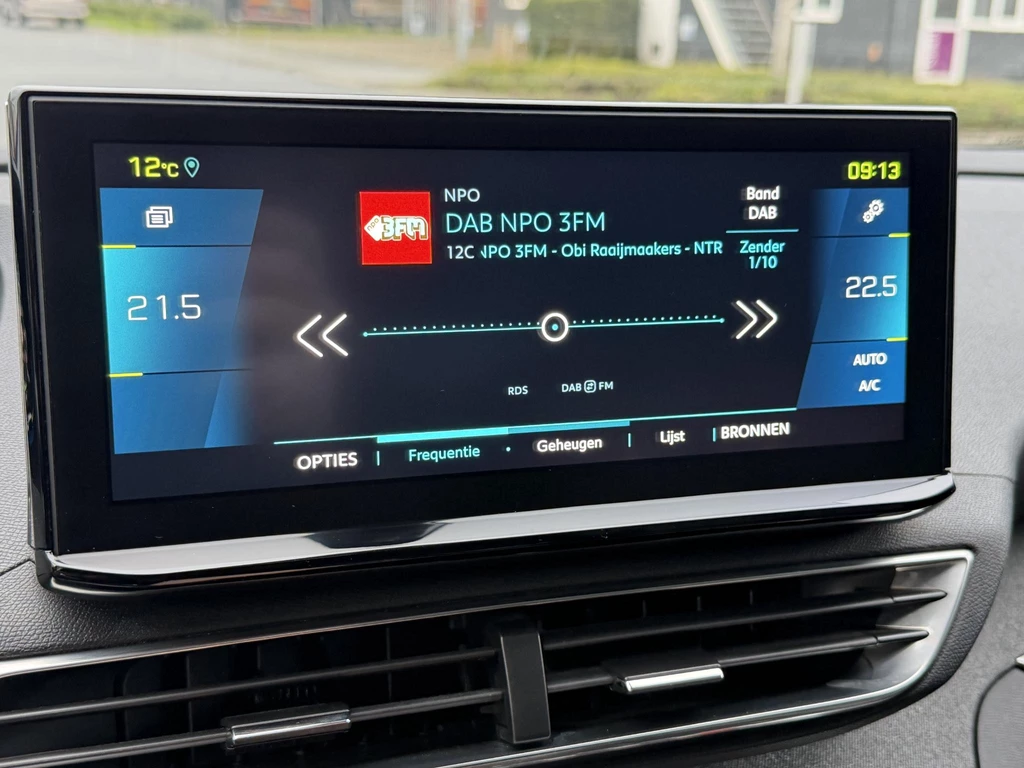 12°C
09:13
NPO
3FM
DAB NPO 3FM
12C NPO 3FM - Obi Raaijmaakers - NTR
Band
DAB
Zender
1/10
21.5
22.5
AUTO
A/C
RDS
DAB FM
OPTIES | Frequentie • Geheugen | Lijst | BRONNEN